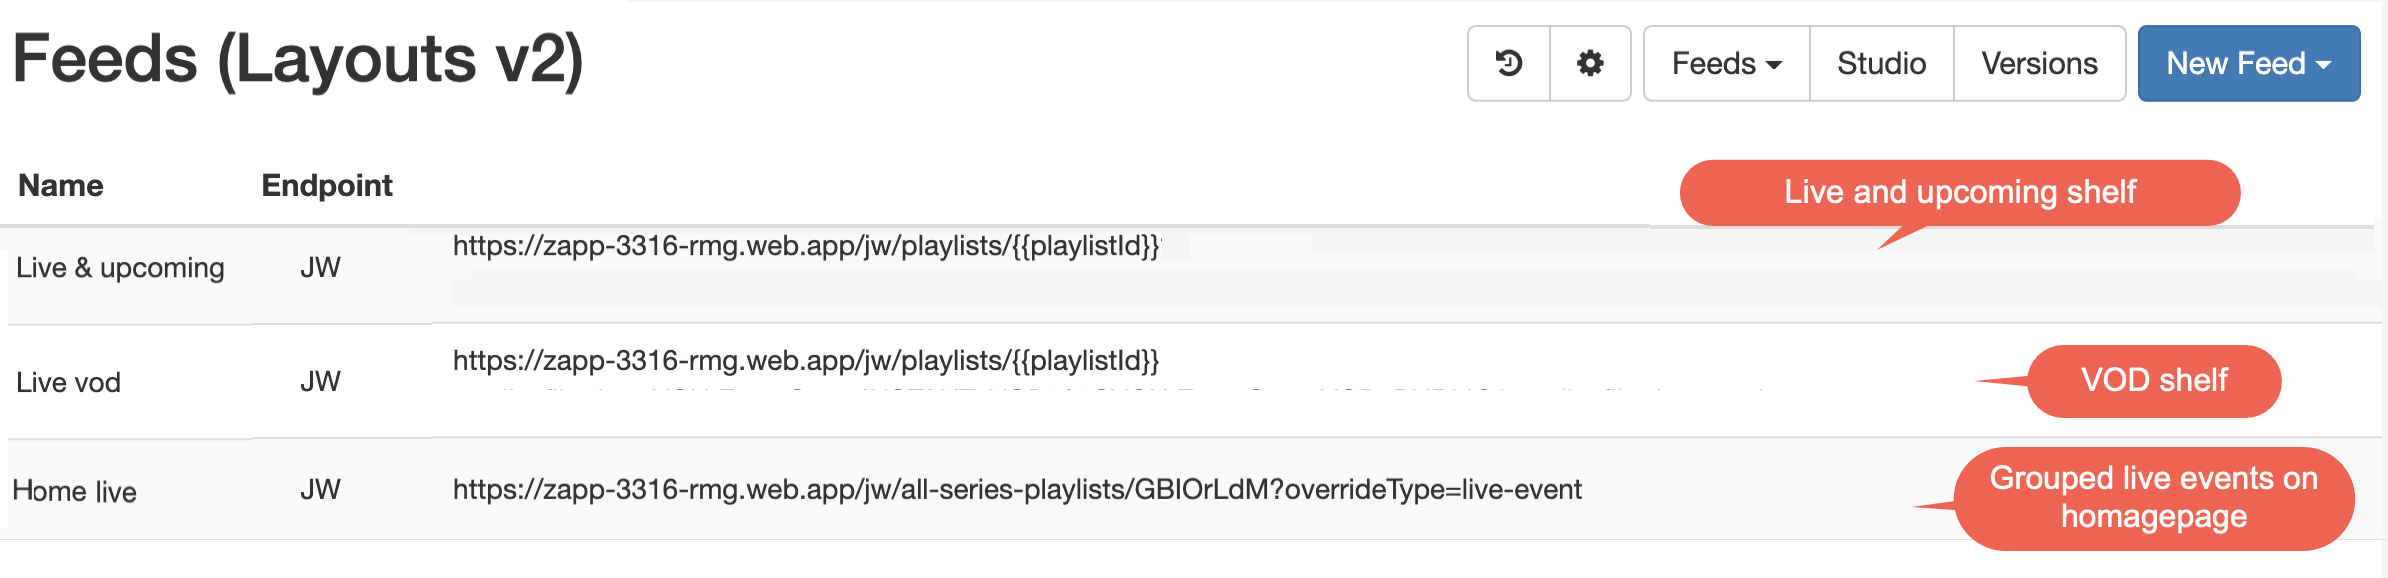 Feeds (Layouts v2)
Feeds Studio Versions New Feed
Name Endpoint
Live and upcoming shelf
Live & upcoming JW https://zapp-3316-rmg.web.app/jw/playlists/{{playlistId}}
Live vod JW https://zapp-3316-rmg.web.app/jw/playlists/{{playlistId}}
VOD shelf
Home live JW https://zapp-3316-rmg.web.app/jw/all-series-playlists/GBIOrLdM?overrideType=live-event
Grouped live events on
homagepage